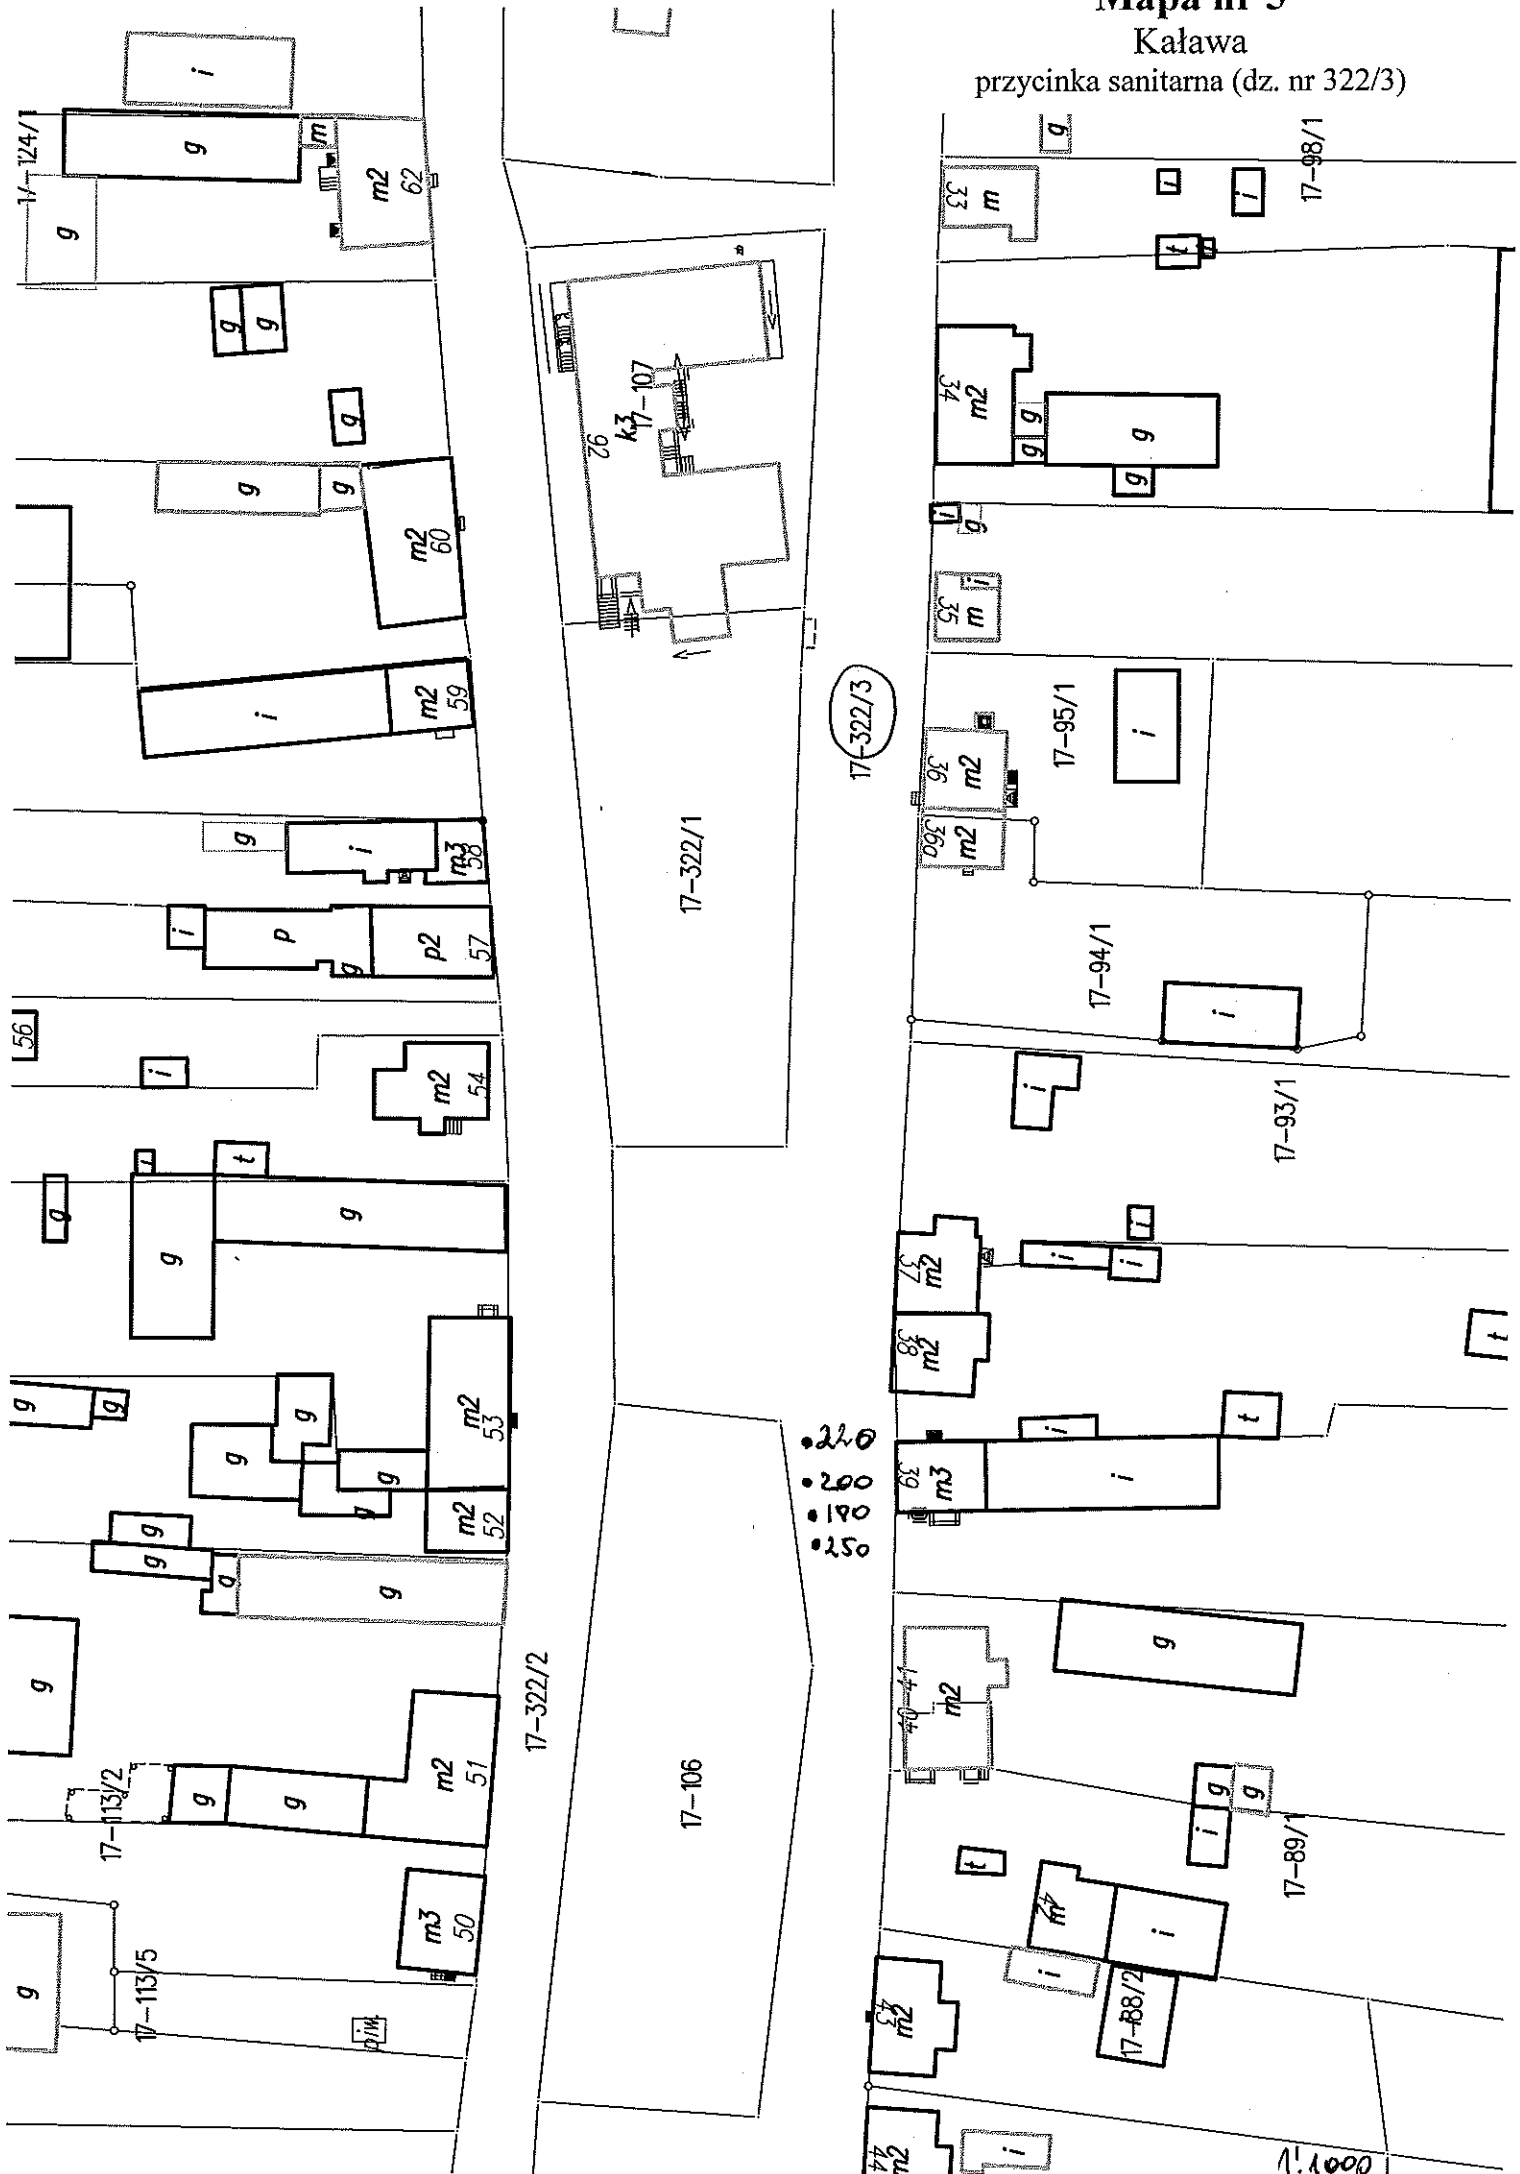 Mapa nr 5
Kaława
przycinka sanitarna (dz. nr 322/3)
i
g
m
m2
62
g
g
g
g
g
g
m2
60
i
m2
59
g
i
m3
58
i
p
g
p2
57
56
i
m2
54
i
t
g
g
g
m2
53
g
g
g
g
g
g
m2
52
g
g
g
g
g
m2
51
g
g
17-113/2
m3
50
g
17-113/5
piw.
92
k3
17-107
17-322/1
17-322/3
17-322/2
17-106
•220
•200
•180
•250
g
17-98/1
33
m
i
i
t
i
34
m2
g
g
g
g
i
g
35
m
i
36
m2
36a
m2
17-95/1
i
17-94/1
i
i
17-93/1
37
m2
i
i
i
38
m2
t
39
m3
i
i
t
40-41
m2
g
g
g
i
17-89/1
t
42
m
i
i
17-88/2
43
m2
44
m2
i
1:1000